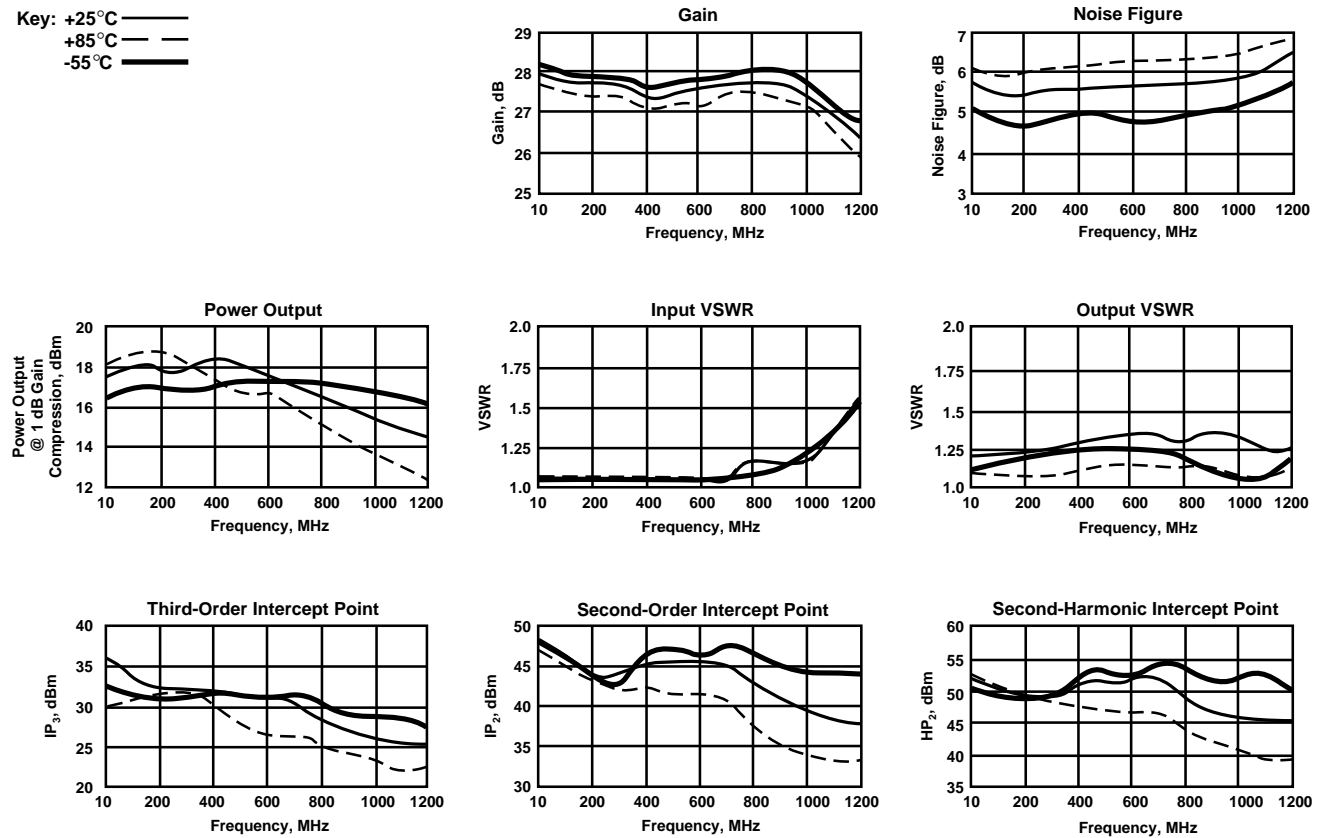 Key: +25°C
+85°C
-55°C
Gain
29
28
27
26
25
Gain, dB
10 200 400 600 800 1000 1200
Frequency, MHz
Noise Figure
7
6
5
4
3
Noise Figure, dB
10 200 400 600 800 1000 1200
Frequency, MHz
Power Output
20
18
16
14
12
Power Output
@ 1 dB Gain
Compression, dBm
10 200 400 600 800 1000 1200
Frequency, MHz
Input VSWR
2.0
1.75
1.5
1.25
1.0
VSWR
10 200 400 600 800 1000 1200
Frequency, MHz
Output VSWR
2.0
1.75
1.5
1.25
1.0
VSWR
10 200 400 600 800 1000 1200
Frequency, MHz
Third-Order Intercept Point
40
35
30
25
20
IP3, dBm
10 200 400 600 800 1000 1200
Frequency, MHz
Second-Order Intercept Point
50
45
40
35
30
IP2, dBm
10 200 400 600 800 1000 1200
Frequency, MHz
Second-Harmonic Intercept Point
60
55
50
45
40
35
HP2, dBm
10 200 400 600 800 1000 1200
Frequency, MHz